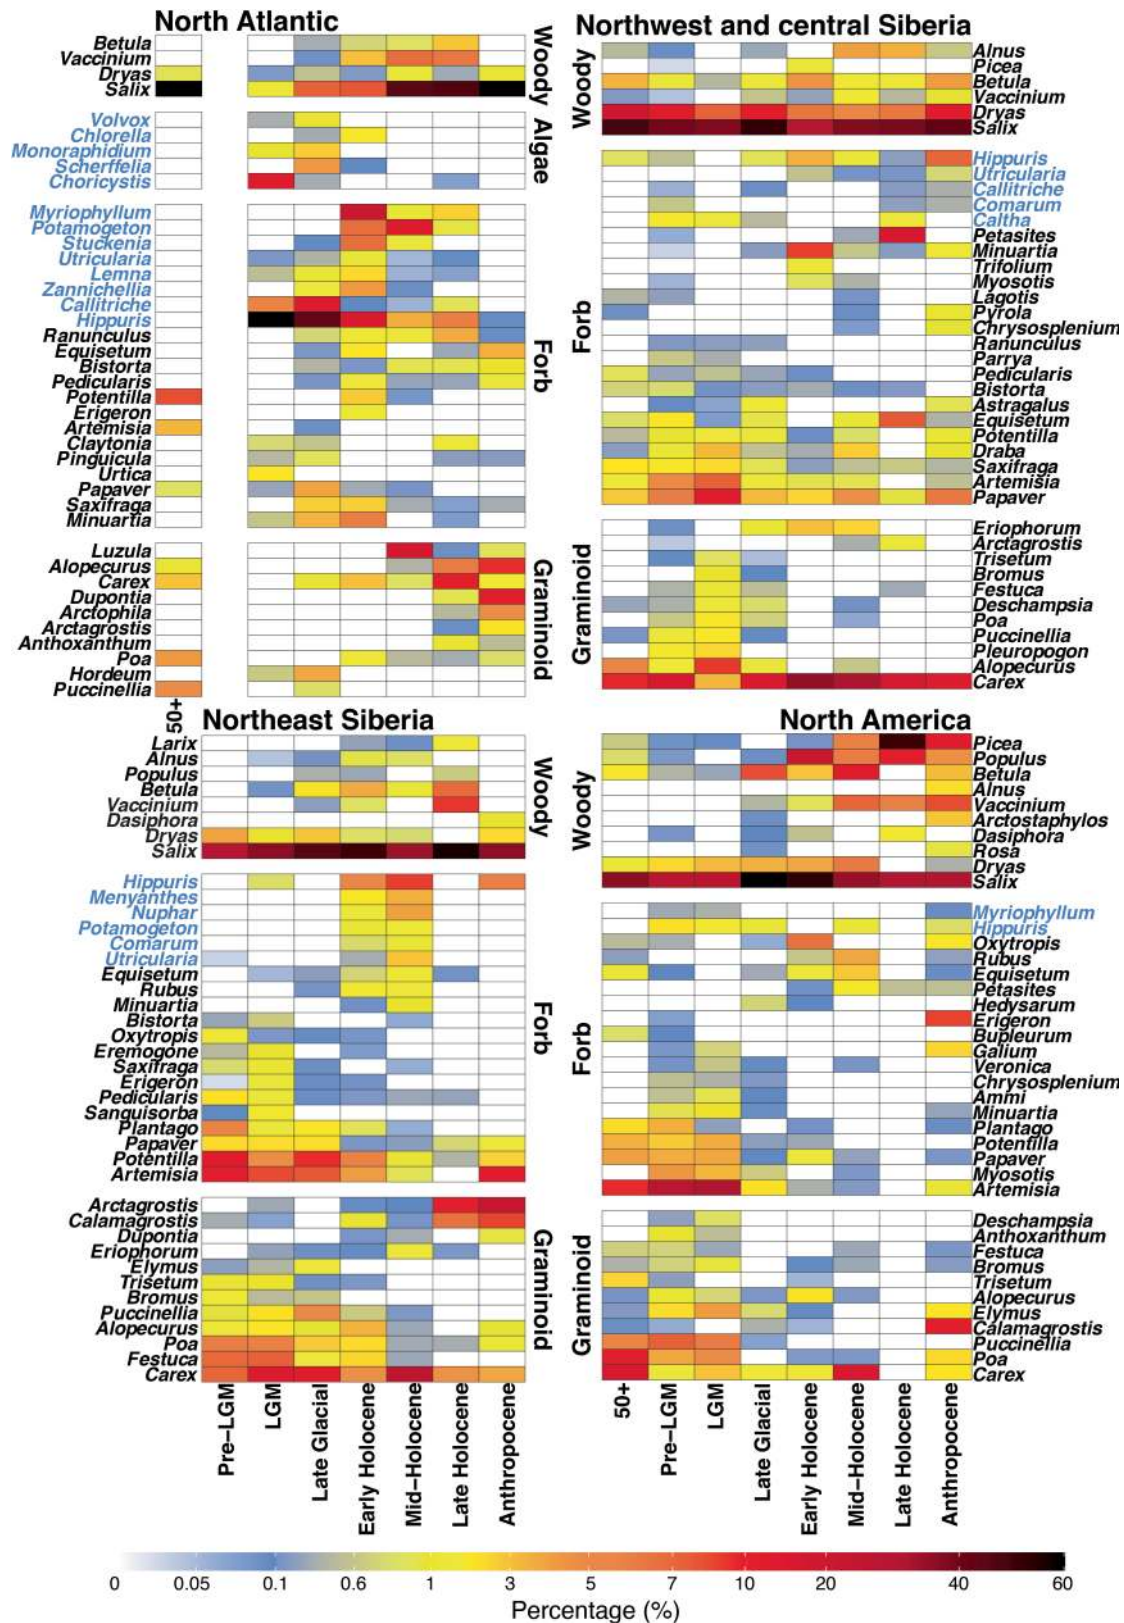 North Atlantic
Betula
Vaccinium
Dryas
Salix
Woody
Volvox
Chlorella
Monoraphidium
Scherffelia
Choricystis
Algae
Myriophyllum
Potamogeton
Stuckenia
Utricularia
Lemna
Zannichellia
Callitriche
Hippuris
Ranunculus
Equisetum
Bistorta
Pedicularis
Potentilla
Erigeron
Artemisia
Claytonia
Pinguicula
Urtica
Papaver
Saxifraga
Minuartia
Forb
Luzula
Alopecurus
Carex
Dupontia
Arctophila
Arctagrostis
Anthoxanthum
Poa
Hordeum
Puccinellia
Graminoid
50+
Northwest and central Siberia
Woody
Alnus
Picea
Betula
Vaccinium
Dryas
Salix
Forb
Hippuris
Utricularia
Callitriche
Comarum
Caltha
Petasites
Minuartia
Trifolium
Myosotis
Lagotis
Pyrola
Chrysosplenium
Ranunculus
Parrya
Pedicularis
Bistorta
Astragalus
Equisetum
Potentilla
Draba
Saxifraga
Artemisia
Papaver
Graminoid
Eriophorum
Arctagrostis
Trisetum
Bromus
Festuca
Deschampsia
Poa
Puccinellia
Pleuropogon
Alopecurus
Carex
Northeast Siberia
Larix
Alnus
Populus
Betula
Vaccinium
Dasiphora
Dryas
Salix
Woody
Hippuris
Menyanthes
Nuphar
Potamogeton
Comarum
Utricularia
Equisetum
Rubus
Minuartia
Bistorta
Oxytropis
Eremogone
Saxifraga
Erigeron
Pedicularis
Sanguisorba
Plantago
Papaver
Potentilla
Artemisia
Forb
Arctagrostis
Calamagrostis
Dupontia
Eriophorum
Elymus
Trisetum
Bromus
Puccinellia
Alopecurus
Poa
Festuca
Carex
Graminoid
Pre-LGM
LGM
Late Glacial
Early Holocene
Mid-Holocene
Late Holocene
Anthropocene
North America
Woody
Picea
Populus
Betula
Alnus
Vaccinium
Arctostaphylos
Dasiphora
Rosa
Dryas
Salix
Forb
Myriophyllum
Hippuris
Oxytropis
Rubus
Equisetum
Petasites
Hedysarum
Erigeron
Bupleurum
Galium
Veronica
Chrysosplenium
Ammi
Minuartia
Plantago
Potentilla
Papaver
Myosotis
Artemisia
Graminoid
Deschampsia
Anthoxanthum
Festuca
Bromus
Trisetum
Alopecurus
Elymus
Calamagrostis
Puccinellia
Poa
Carex
50+
Pre-LGM
LGM
Late Glacial
Early Holocene
Mid-Holocene
Late Holocene
Anthropocene
0 0.05 0.1 0.6 1 3 5 7 10 20 40 60
Percentage (%)